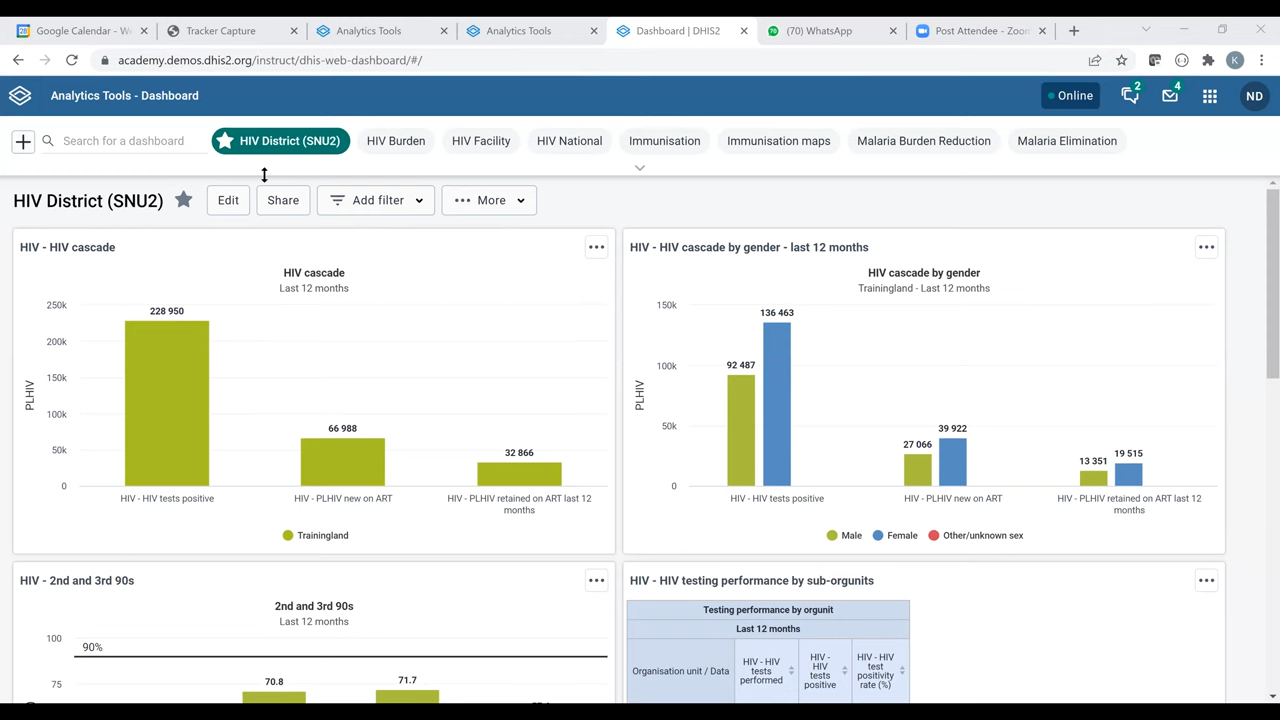 Google Calendar - W
Tracker Capture
Analytics Tools
Analytics Tools
Dashboard | DHIS2
(70) WhatsApp
Post Attendee - Zoom
academy.demos.dhis2.org/instruct/dhis-web-dashboard/#/
K
Analytics Tools - Dashboard
Online
2
4
ND
Search for a dashboard
HIV District (SNU2)
HIV Burden
HIV Facility
HIV National
Immunisation
Immunisation maps
Malaria Burden Reduction
Malaria Elimination
HIV District (SNU2)
Edit
Share
Add filter
More
HIV - HIV cascade
HIV cascade
Last 12 months
PLHIV
250k
200k
150k
100k
50k
0
228 950
66 988
32 866
HIV - HIV tests positive
HIV - PLHIV new on ART
HIV - PLHIV retained on ART last 12
months
Trainingland
HIV - HIV cascade by gender - last 12 months
HIV cascade by gender
Trainingland - Last 12 months
PLHIV
150k
100k
50k
0
92 487
136 463
27 066
39 922
13 351
19 515
HIV - HIV tests positive
HIV - PLHIV new on ART
HIV - PLHIV retained on ART last 12
months
Male
Female
Other/unknown sex
HIV - 2nd and 3rd 90s
2nd and 3rd 90s
Last 12 months
100
90%
75
70.8
71.7
HIV - HIV testing performance by sub-orgunits
Testing performance by orgunit
Last 12 months
Organisation unit / Data
HIV - HIV
tests
performed
HIV -
HIV
tests
positive
HIV - HIV
test
positivity
rate (%)